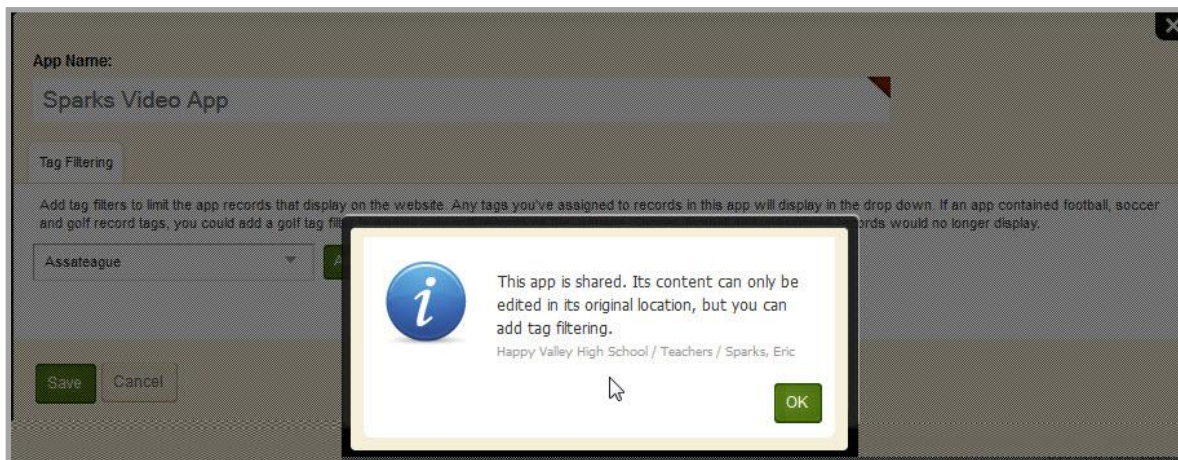 App Name:
Sparks Video App
Tag Filtering
Add tag filters to limit the app records that display on the website. Any tags you've assigned to records in this app will display in the drop down. If an app contained football, soccer
and golf record tags, you could add a golf tag would no longer display.
Assateague
This app is shared. Its content can only be
edited in its original location, but you can
add tag filtering.
Happy Valley High School / Teachers / Sparks, Eric
OK
Save Cancel